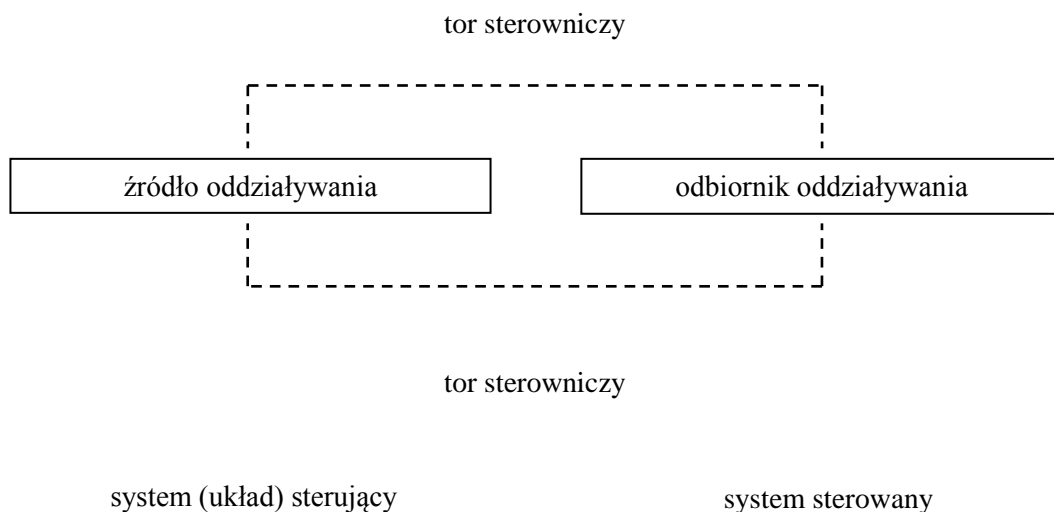 tor sterowniczy
źródło oddziaływania
odbiornik oddziaływania
tor sterowniczy
system (układ) sterujący
system sterowany